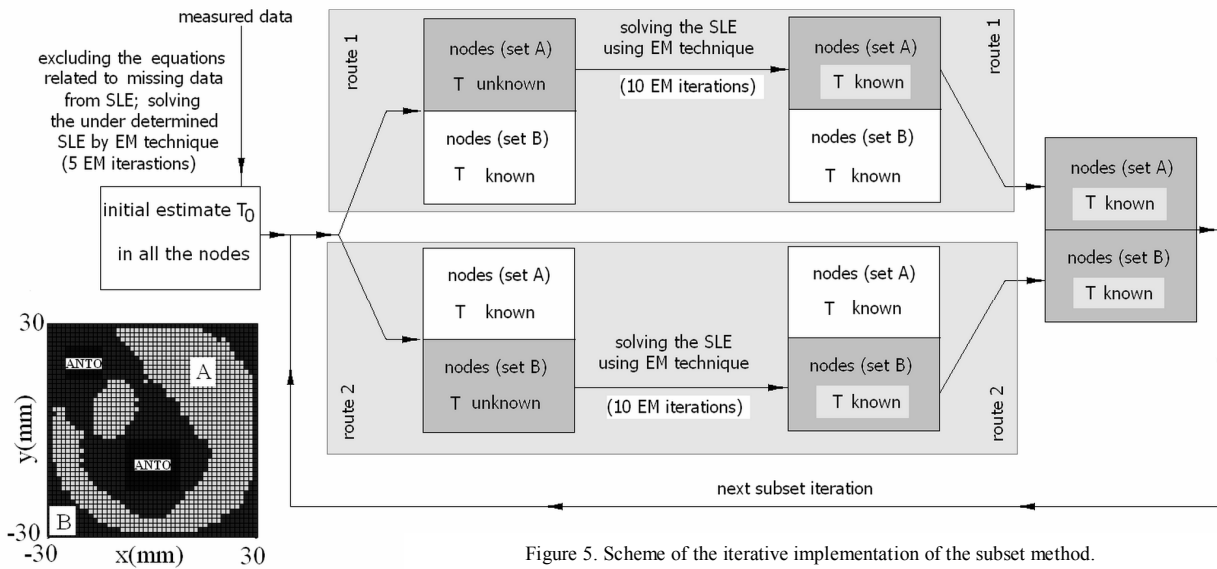 measured data
excluding the equations
related to missing data
from SLE; solving
the under determined
SLE by EM technique
(5 EM iterastions)
initial estimate T0
in all the nodes
route 1
nodes (set A)
T unknown
nodes (set B)
T known
solving the SLE
using EM technique
(10 EM iterations)
nodes (set A)
T known
nodes (set B)
T known
route 1
nodes (set A)
T known
nodes (set B)
T known
route 2
nodes (set A)
T known
nodes (set B)
T unknown
solving the SLE
using EM technique
(10 EM iterations)
nodes (set A)
T known
nodes (set B)
T known
route 2
next subset iteration
30
ANTO
A
y(mm)
ANTO
B
-30
-30
x(mm)
30
Figure 5. Scheme of the iterative implementation of the subset method.